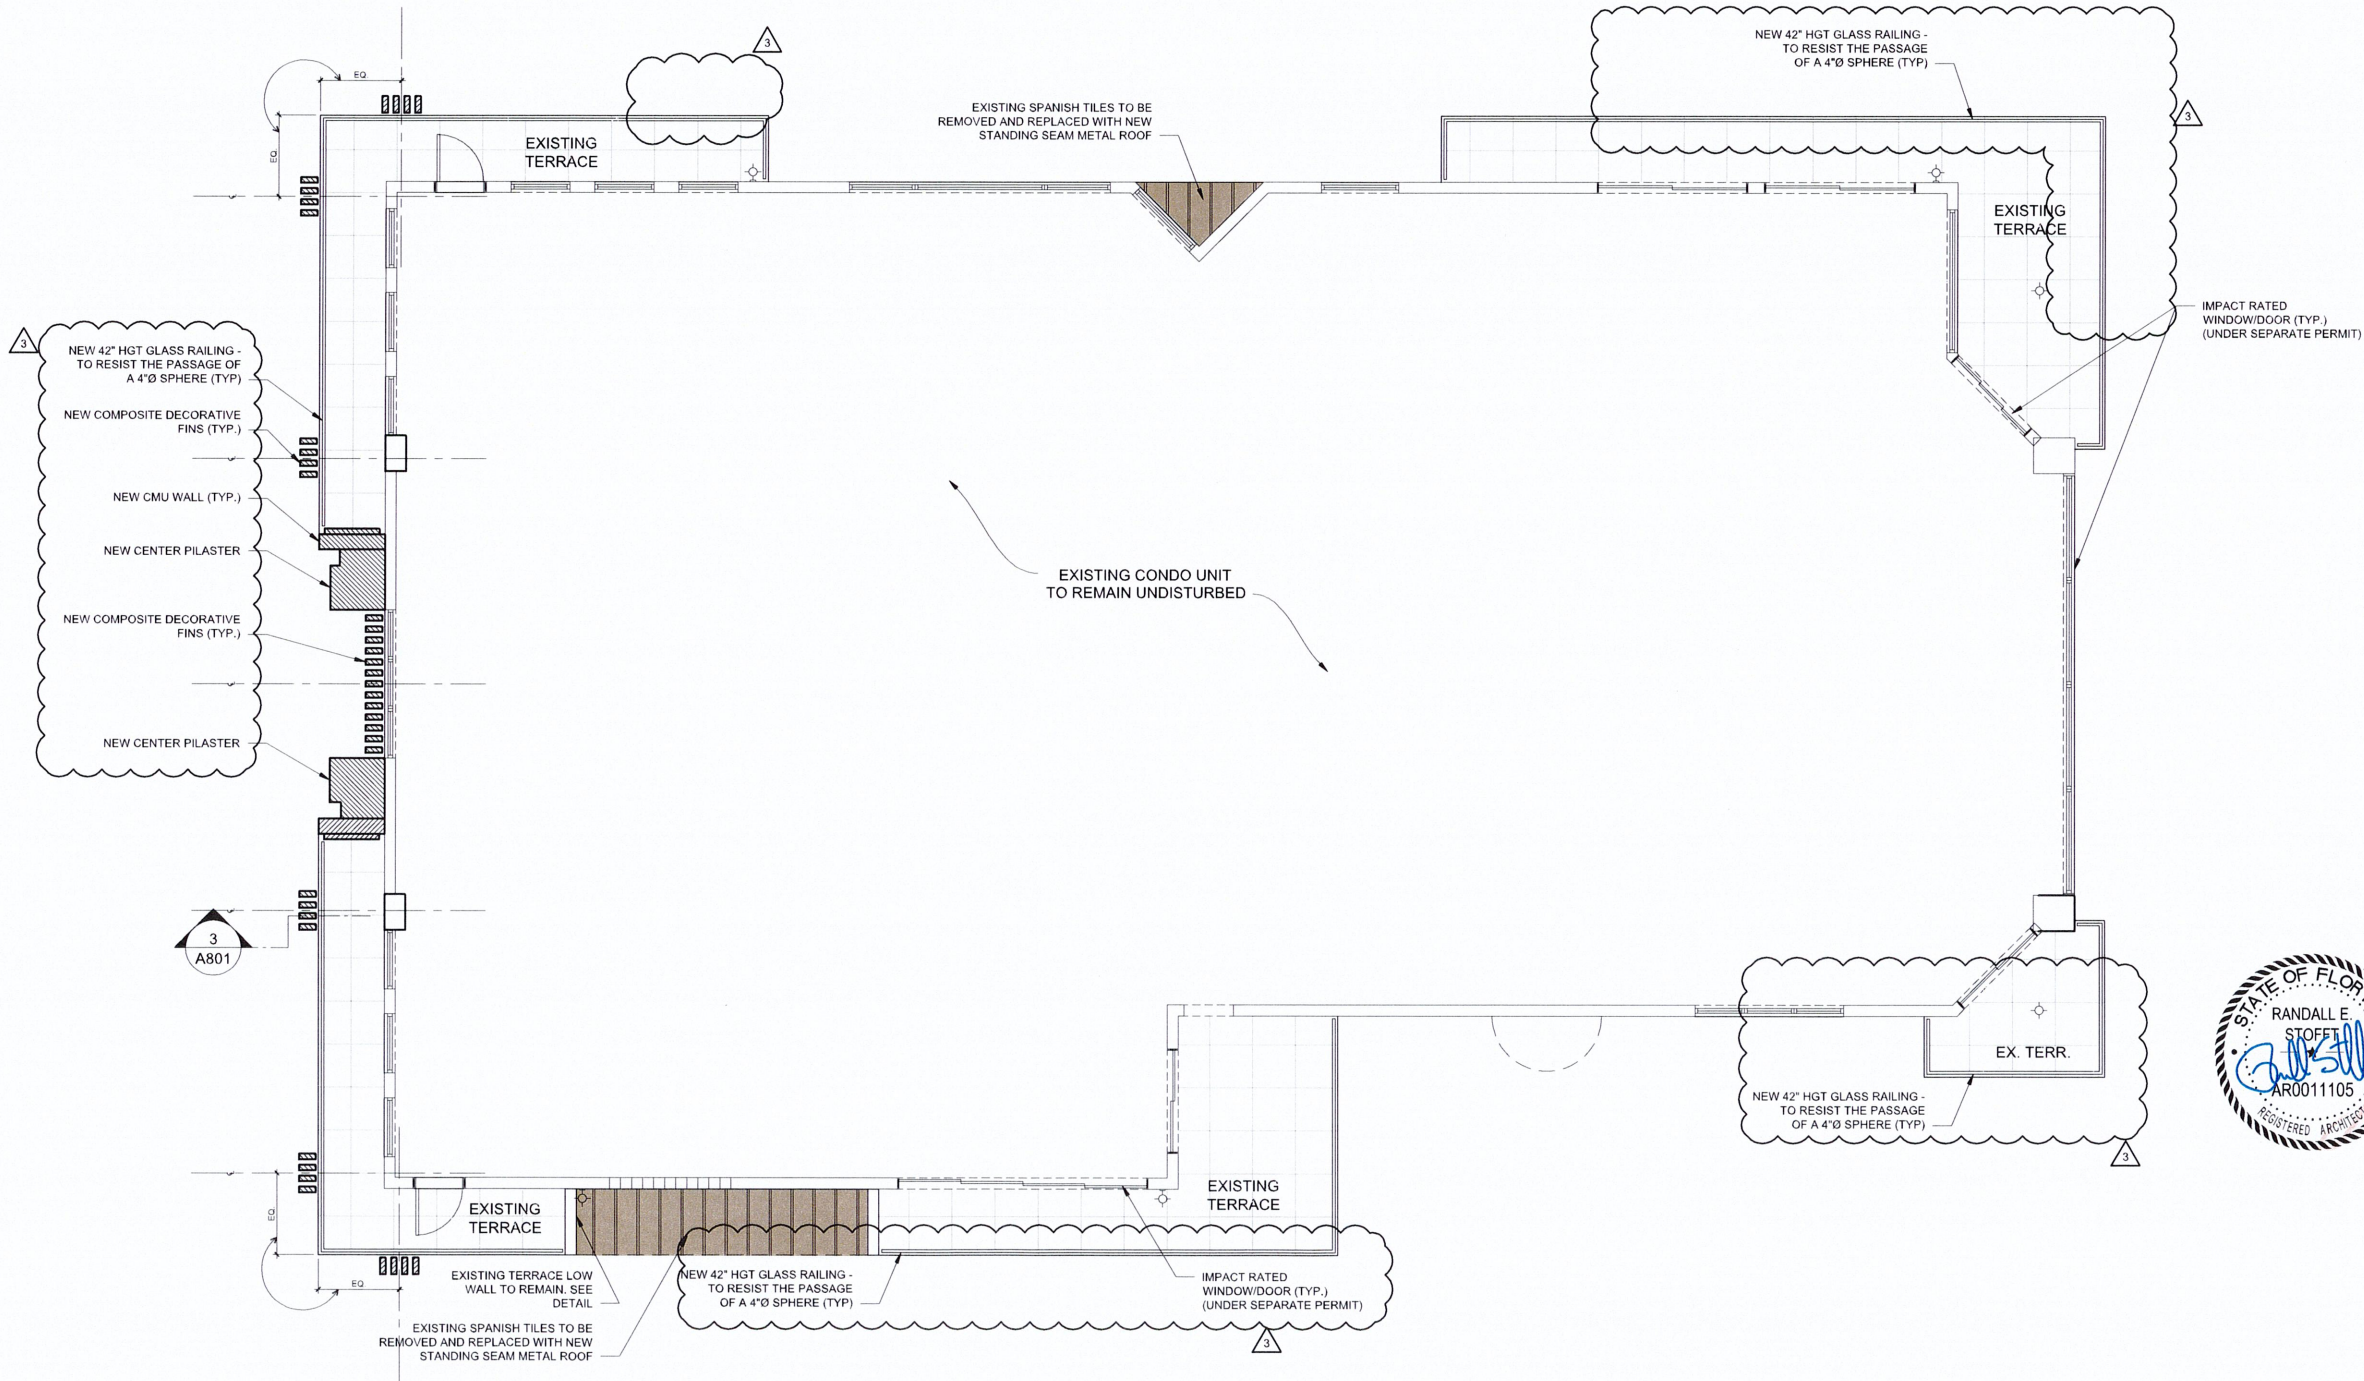 3
NEW 42" HGT GLASS RAILING -
TO RESIST THE PASSAGE
OF A 4"Ø SPHERE (TYP)
3
EQ.
EQ.
EXISTING
TERRACE
EXISTING SPANISH TILES TO BE
REMOVED AND REPLACED WITH NEW
STANDING SEAM METAL ROOF
EXISTING
TERRACE
IMPACT RATED
WINDOW/DOOR (TYP.)
(UNDER SEPARATE PERMIT)
3
NEW 42" HGT GLASS RAILING -
TO RESIST THE PASSAGE OF
A 4"Ø SPHERE (TYP)
NEW COMPOSITE DECORATIVE
FINS (TYP.)
NEW CMU WALL (TYP.)
NEW CENTER PILASTER
NEW COMPOSITE DECORATIVE
FINS (TYP.)
NEW CENTER PILASTER
EXISTING CONDO UNIT
TO REMAIN UNDISTURBED
3
A801
STATE OF
RANDALL E.
STOFFT
AR0011105
REGISTERED ARCHITECT
EX. TERR.
NEW 42" HGT GLASS RAILING -
TO RESIST THE PASSAGE
OF A 4"Ø SPHERE (TYP)
3
EQ.
EQ.
EXISTING
TERRACE
EXISTING
TERRACE
EXISTING TERRACE LOW
WALL TO REMAIN. SEE
DETAIL
NEW 42" HGT GLASS RAILING -
TO RESIST THE PASSAGE
OF A 4"Ø SPHERE (TYP)
IMPACT RATED
WINDOW/DOOR (TYP.)
(UNDER SEPARATE PERMIT)
EXISTING SPANISH TILES TO BE
REMOVED AND REPLACED WITH NEW
STANDING SEAM METAL ROOF
3